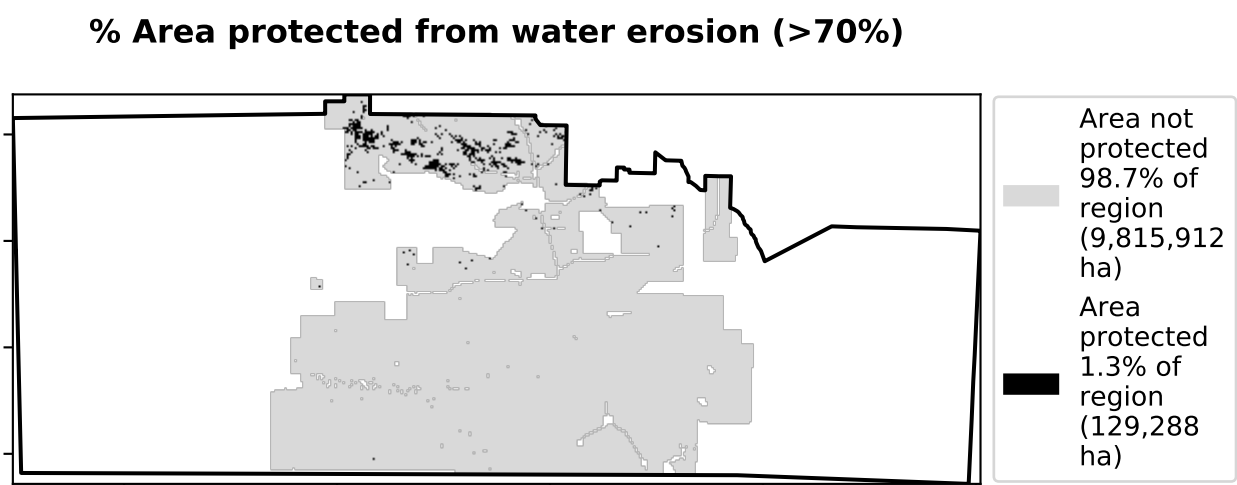 % Area protected from water erosion (>70%)
Area not
protected
98.7% of
region
(9,815,912
ha)
Area
protected
1.3% of
region
(129,288
ha)